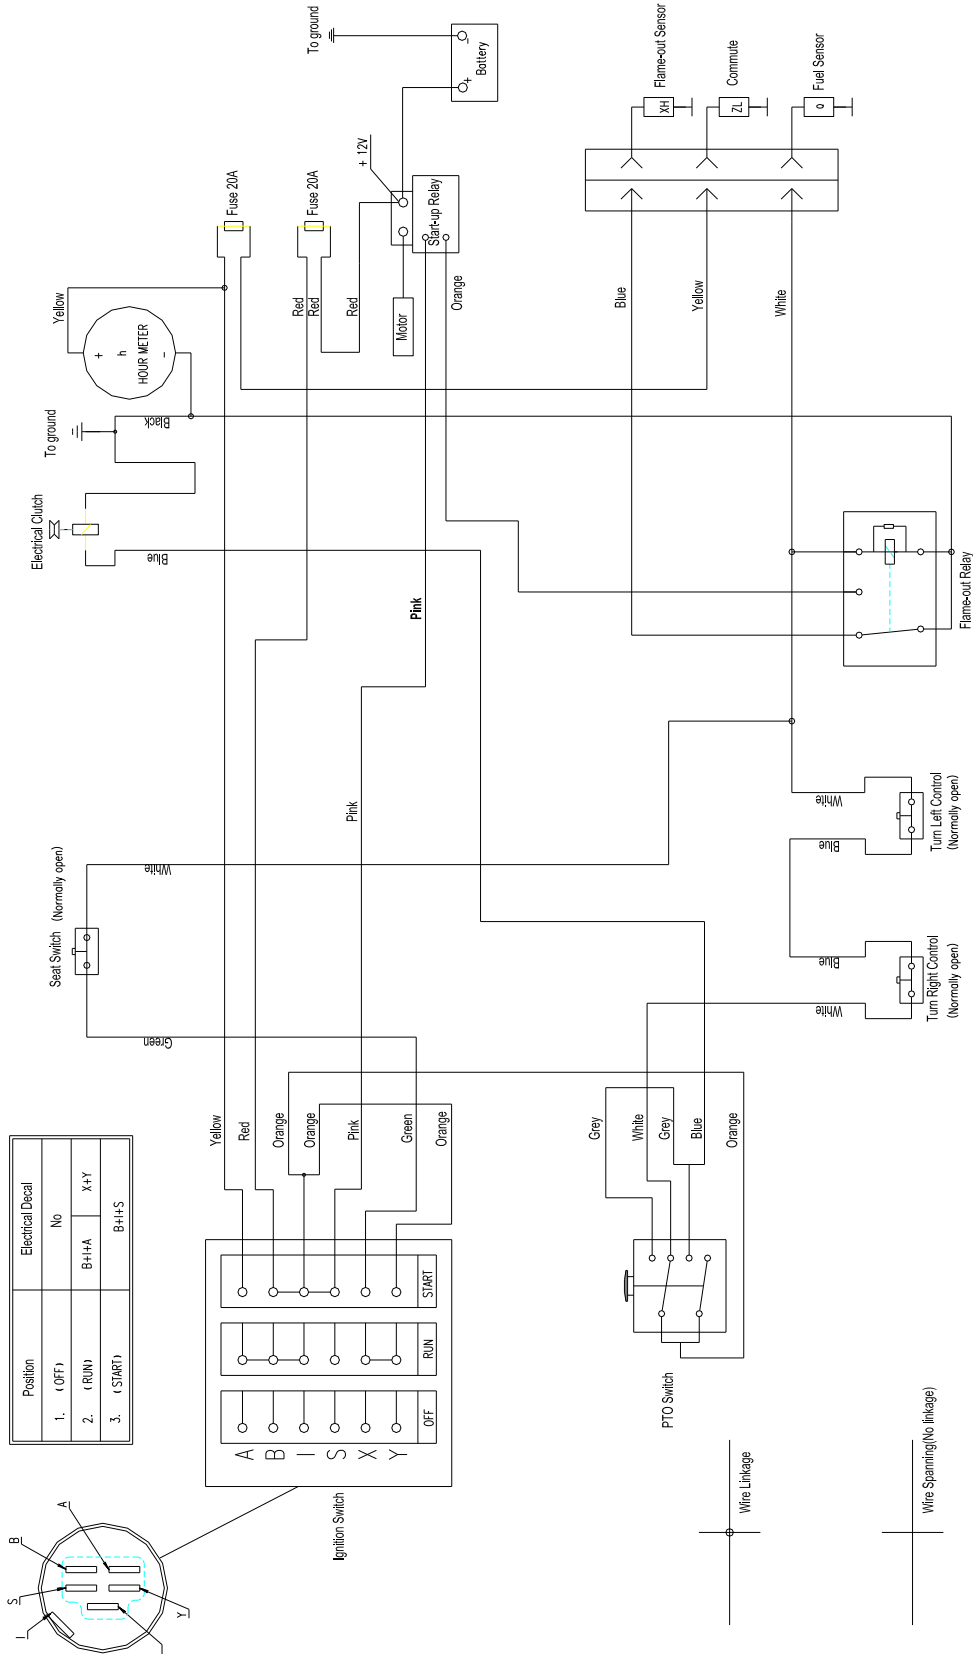 To ground
-
Battery
+
+ 12V
Start-up Relay
Motor
Fuse 20A
Fuse 20A
Flame-out Sensor
XH
Commute
ZL
Fuel Sensor
Q
Yellow
+
h
HOUR METER
-
Red
Red
Red
Orange
Blue
Yellow
White
To ground
Black
Electrical Clutch
Blue
Pink
Flame-out Relay
Pink
Seat Switch (Normally open)
White
Green
White
Turn Left Control
(Normally open)
Blue
Blue
Turn Right Control
(Normally open)
White
Position
Electrical Decal
1. (OFF)
No
2. (RUN)
B+I+A
X+Y
3. (START)
B+I+S
Yellow
Red
Orange
Orange
Pink
Green
Orange
Grey
White
Grey
Blue
Orange
START
RUN
OFF
A
B
I
S
X
Y
Ignition Switch
PTO Switch
A
B
S
I
Y
Wire Linkage
Wire Spanning(No linkage)